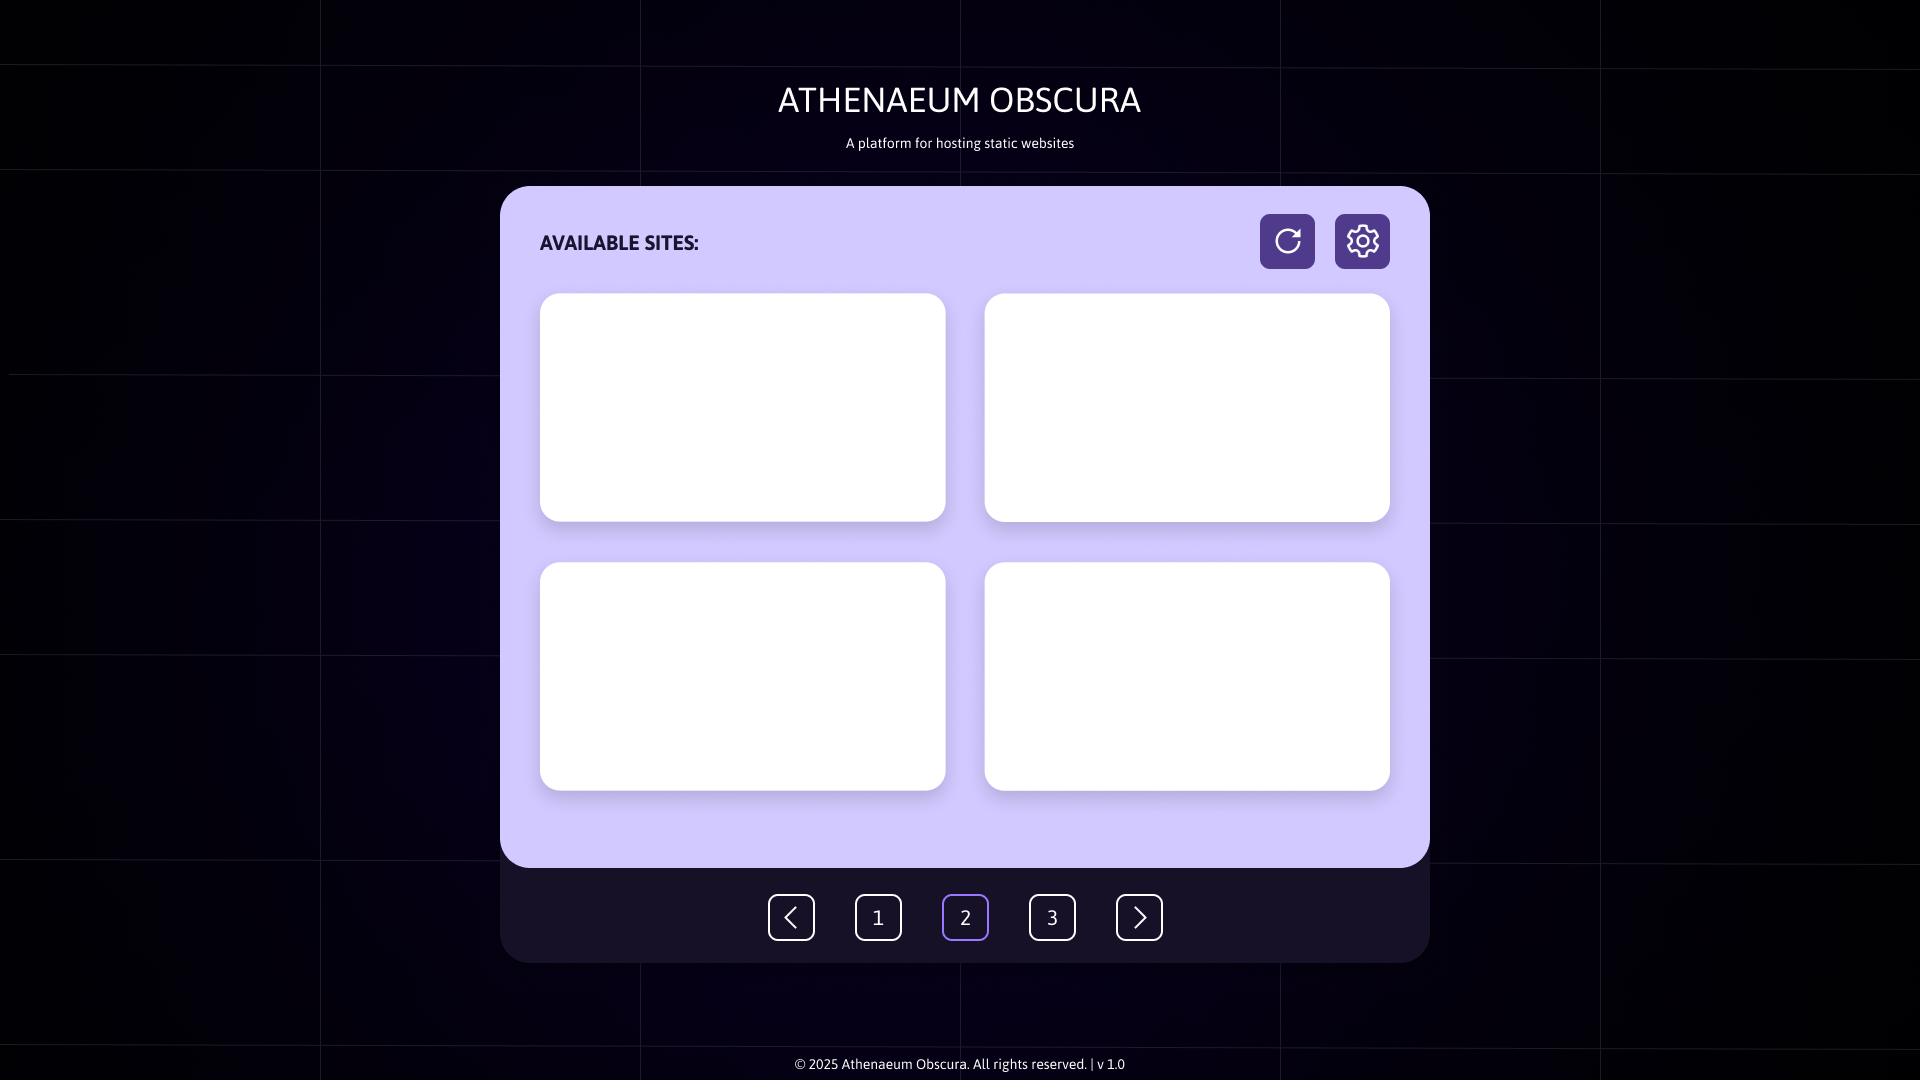 ATHENAEUM OBSCURA
A platform for hosting static websites
AVAILABLE SITES:
1 2 3
© 2025 Athenaeum Obscura. All rights reserved. | v 1.0